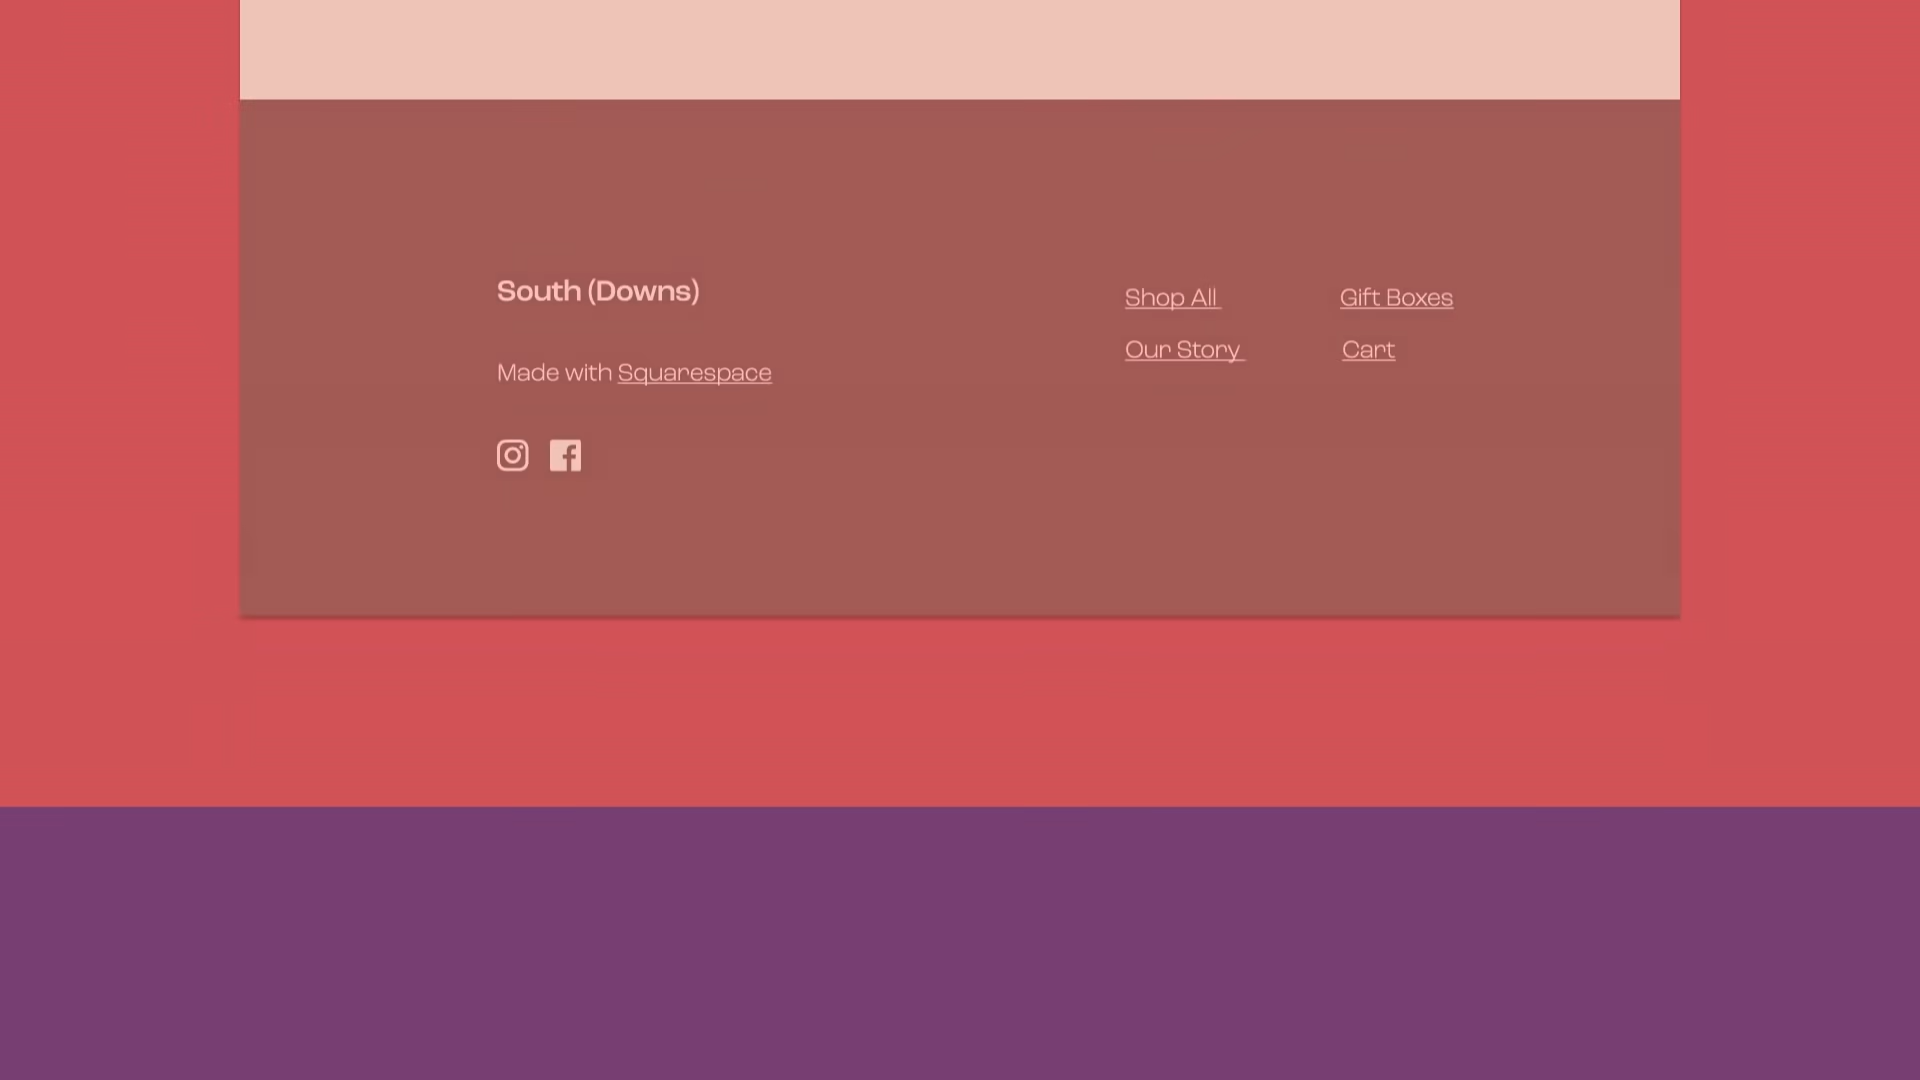 South (Downs)
Made with Squarespace
Shop All
Gift Boxes
Our Story
Cart